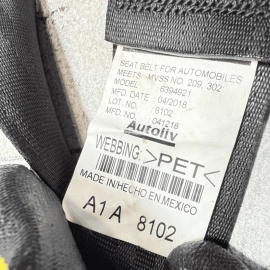 SEAT BELT FOR AUTOMOBILES
MEETS: MVSS NO. 209, 302
MODEL: 6394921
MFD. DATE : 04/2018
LOT NO. : 8102
MFD. NO. : 041218
Autoliv
WEBBING: >PET<
MADE IN/HECHO EN MEXICO
A1 A 8102